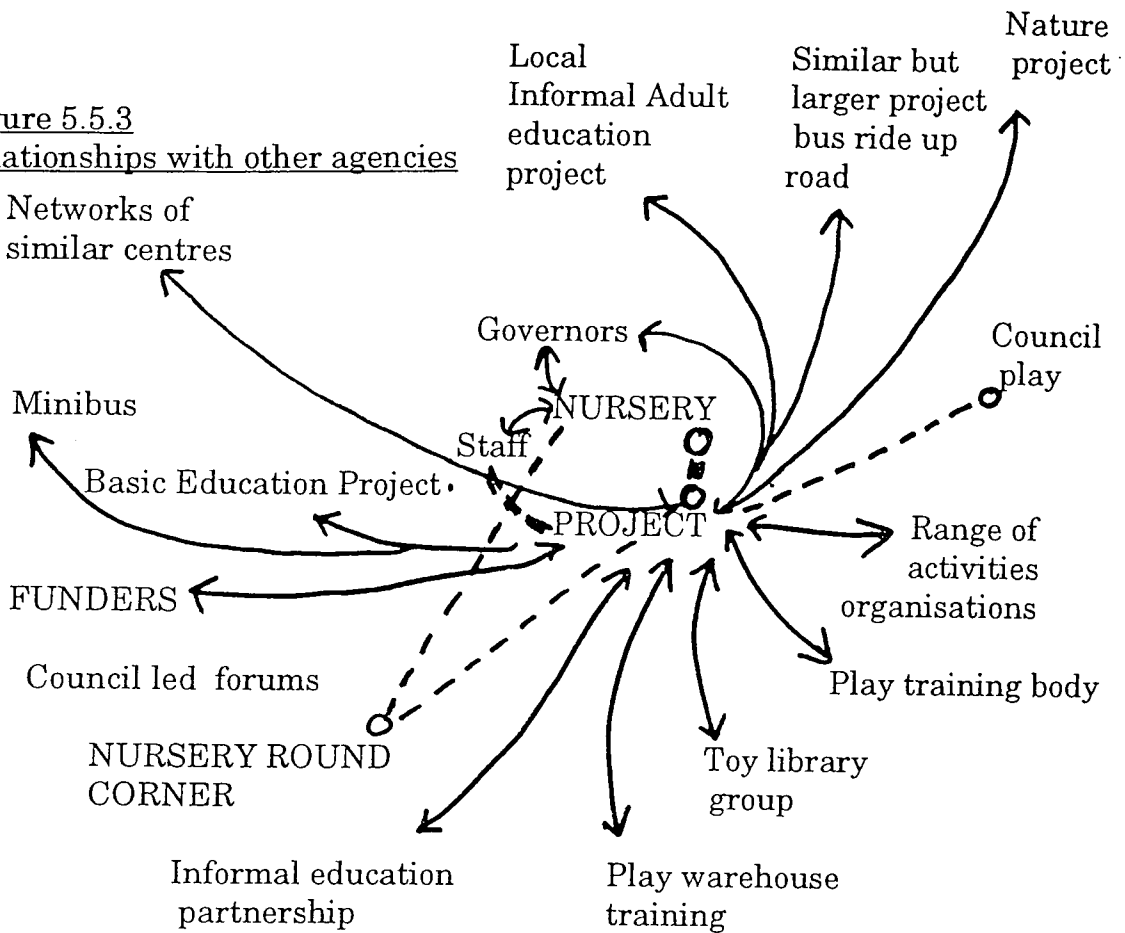 ure 5.5.3
lationships with other agencies
Networks of
similar centres
Local
Informal Adult
education
project
Similar but
larger project
bus ride up
road
Nature
project
Governors
Council
play
Minibus
NURSERY
Staff
Basic Education Project.
PROJECT
Range of
activities
organisations
FUNDERS
Council led forums
Play training body
NURSERY ROUND
CORNER
Toy library
group
Informal education
partnership
Play warehouse
training